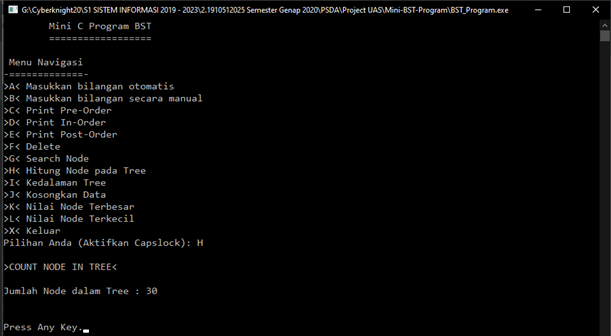 G:\Cyberknight20\S1 SISTEM INFORMASI 2019 - 2023\2.1910512025 Semester Genap 2020\PSDA\Project UAS\Mini-BST-Program\BST_Program.exe
Mini C Program BST
==================
Menu Navigasi
-=============-
>A< Masukkan bilangan otomatis
>B< Masukkan bilangan secara manual
>C< Print Pre-Order
>D< Print In-Order
>E< Print Post-Order
>F< Delete
>G< Search Node
>H< Hitung Node pada Tree
>I< Kedalaman Tree
>J< Kosongkan Data
>K< Nilai Node Terbesar
>L< Nilai Node Terkecil
>X< Keluar
Pilihan Anda (Aktifkan Capslock): H
>COUNT NODE IN TREE<
Jumlah Node dalam Tree : 30
Press Any Key.